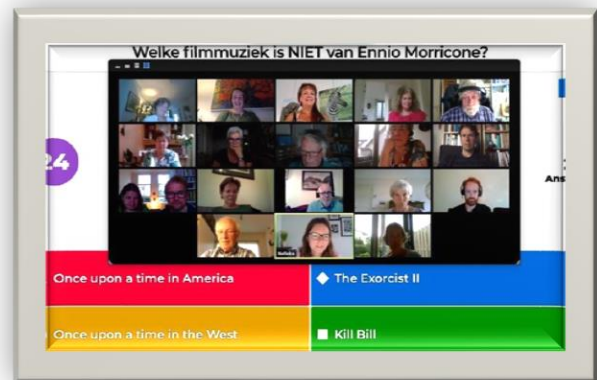 Welke filmmuziek is NIET van Ennio Morricone?
24
Ans
Once upon a time in America
The Exorcist II
Once upon a time in the West
Kill Bill